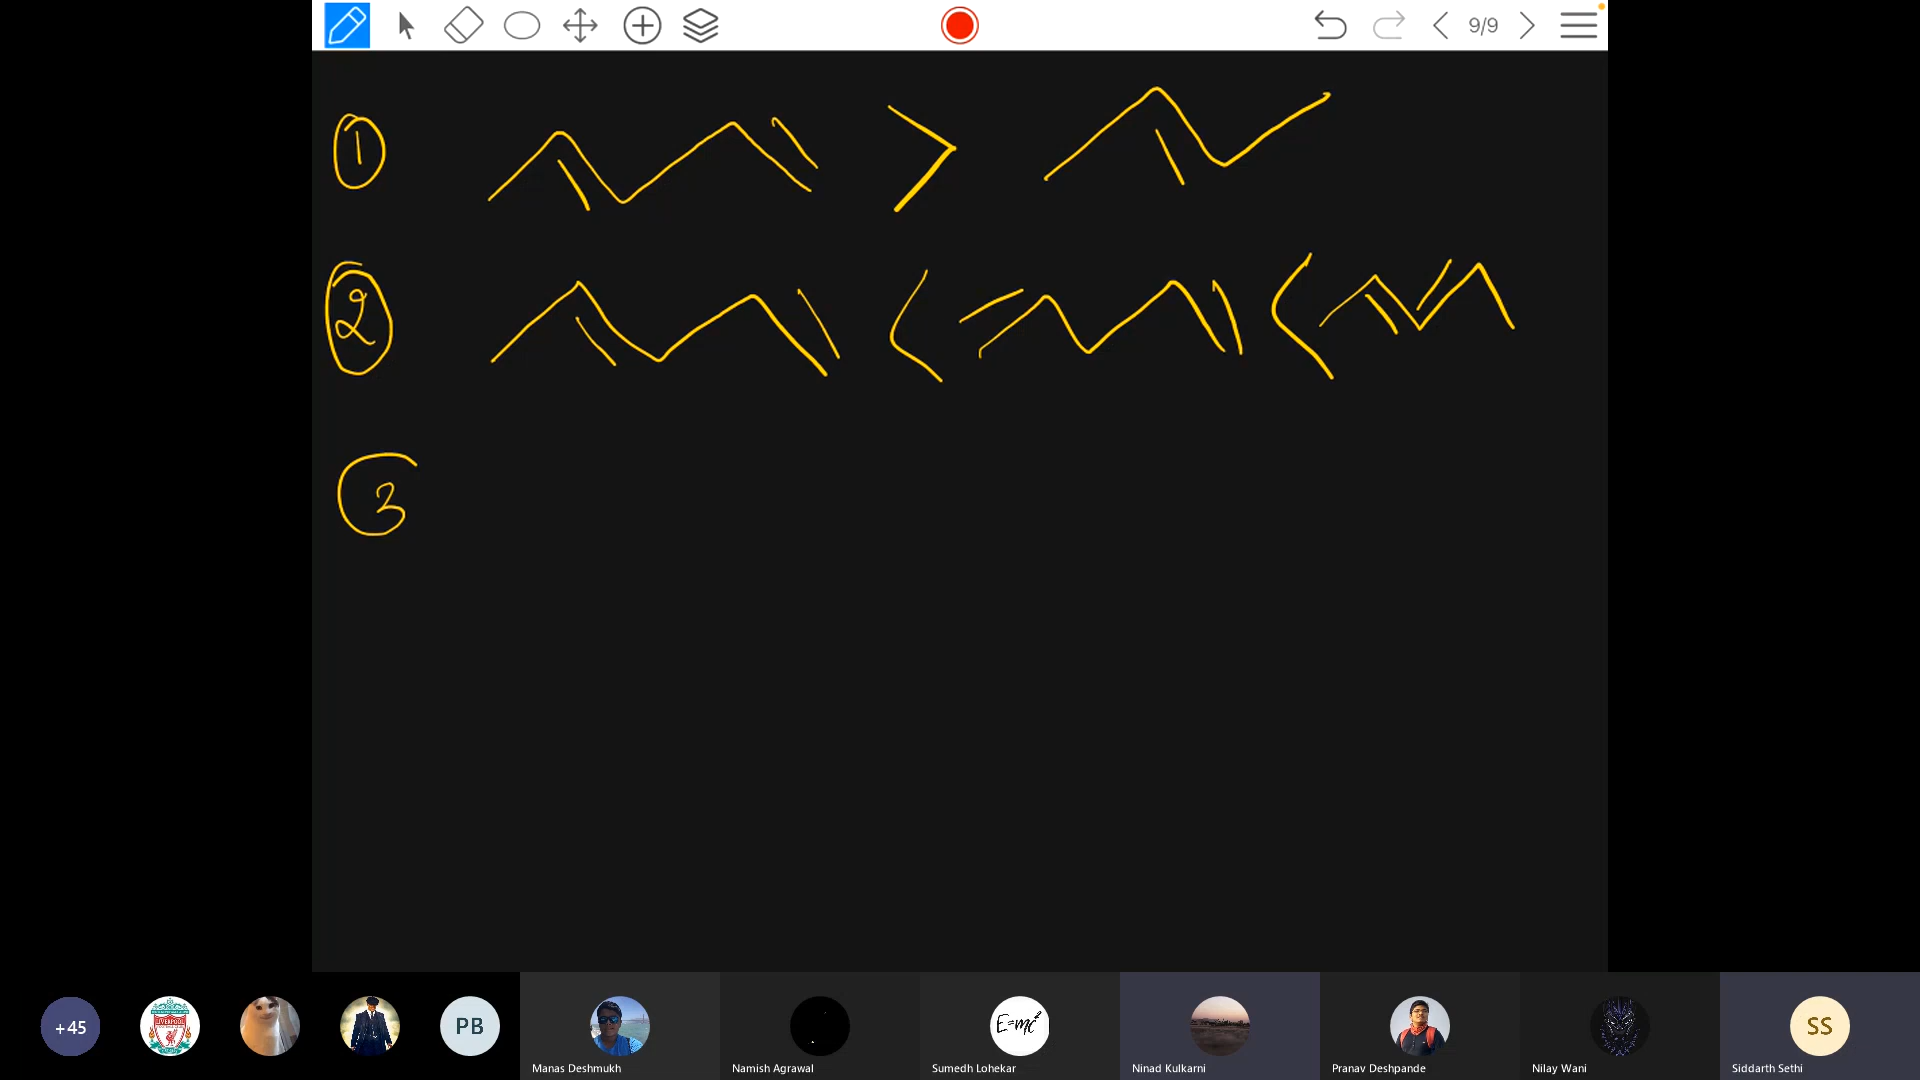 9/9
① >
② < <
③
+45 PB E=mc² SS
Manas Deshmukh Namish Agrawal Sumedh Lohekar Ninad Kulkarni Pranav Deshpande Nilay Wani Siddarth Sethi